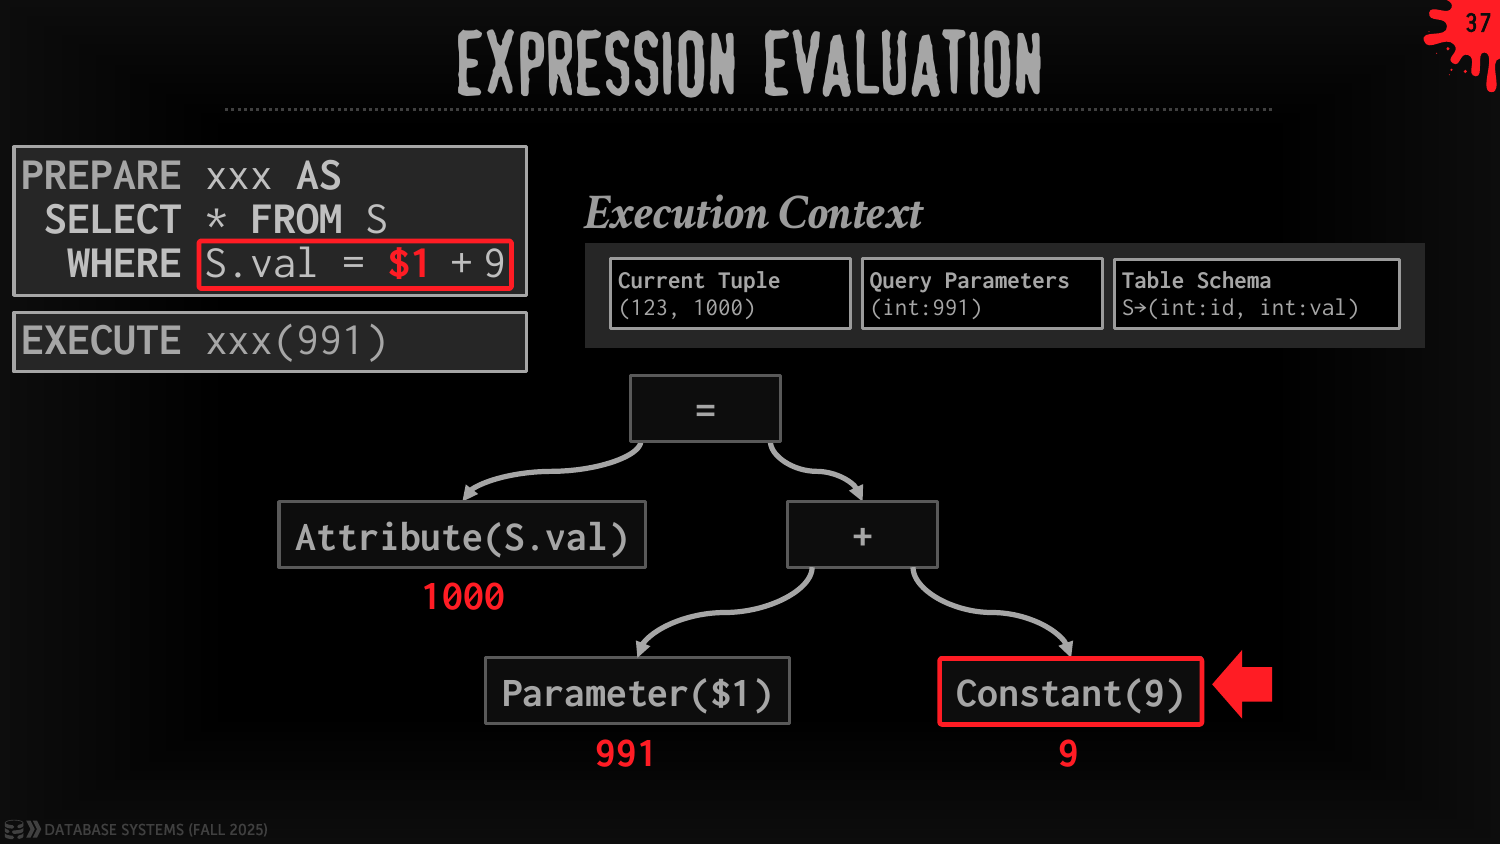 37
EXPRESSION EVALUATION
PREPARE xxx AS
SELECT * FROM S
WHERE S.val = $1 + 9
EXECUTE xxx(991)
Execution Context
Current Tuple
(123, 1000)
Query Parameters
(int:991)
Table Schema
S→(int:id, int:val)
=
Attribute(S.val)
+
1000
Parameter($1)
Constant(9)
991
9
DATABASE SYSTEMS (FALL 2025)